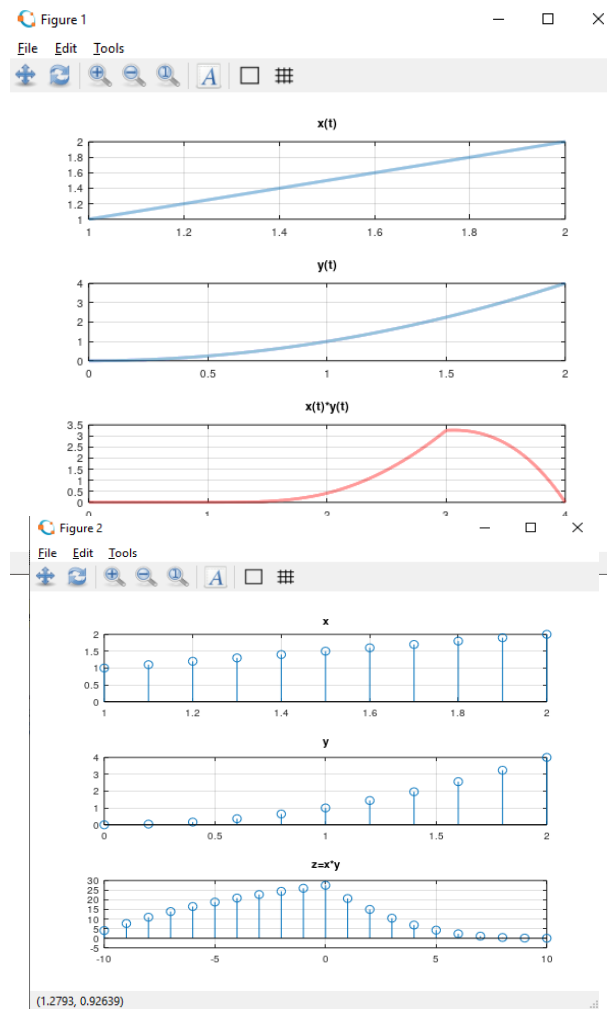 Figure 1
File Edit Tools
A
x(t)
2
1.8
1.6
1.4
1.2
1
1 1.2 1.4 1.6 1.8 2
y(t)
4
3
2
1
0
0 0.5 1 1.5 2
x(t)*y(t)
3.5
3
2.5
2
1.5
1
0.5
0
0 1 2 3 4
Figure 2
File Edit Tools
A
x
2
1.5
1
0.5
0
1 1.2 1.4 1.6 1.8 2
y
4
3
2
1
0
0 0.5 1 1.5 2
z=x*y
30
25
20
15
10
5
0
-5
-10 -5 0 5 10
(1.2793, 0.92639)